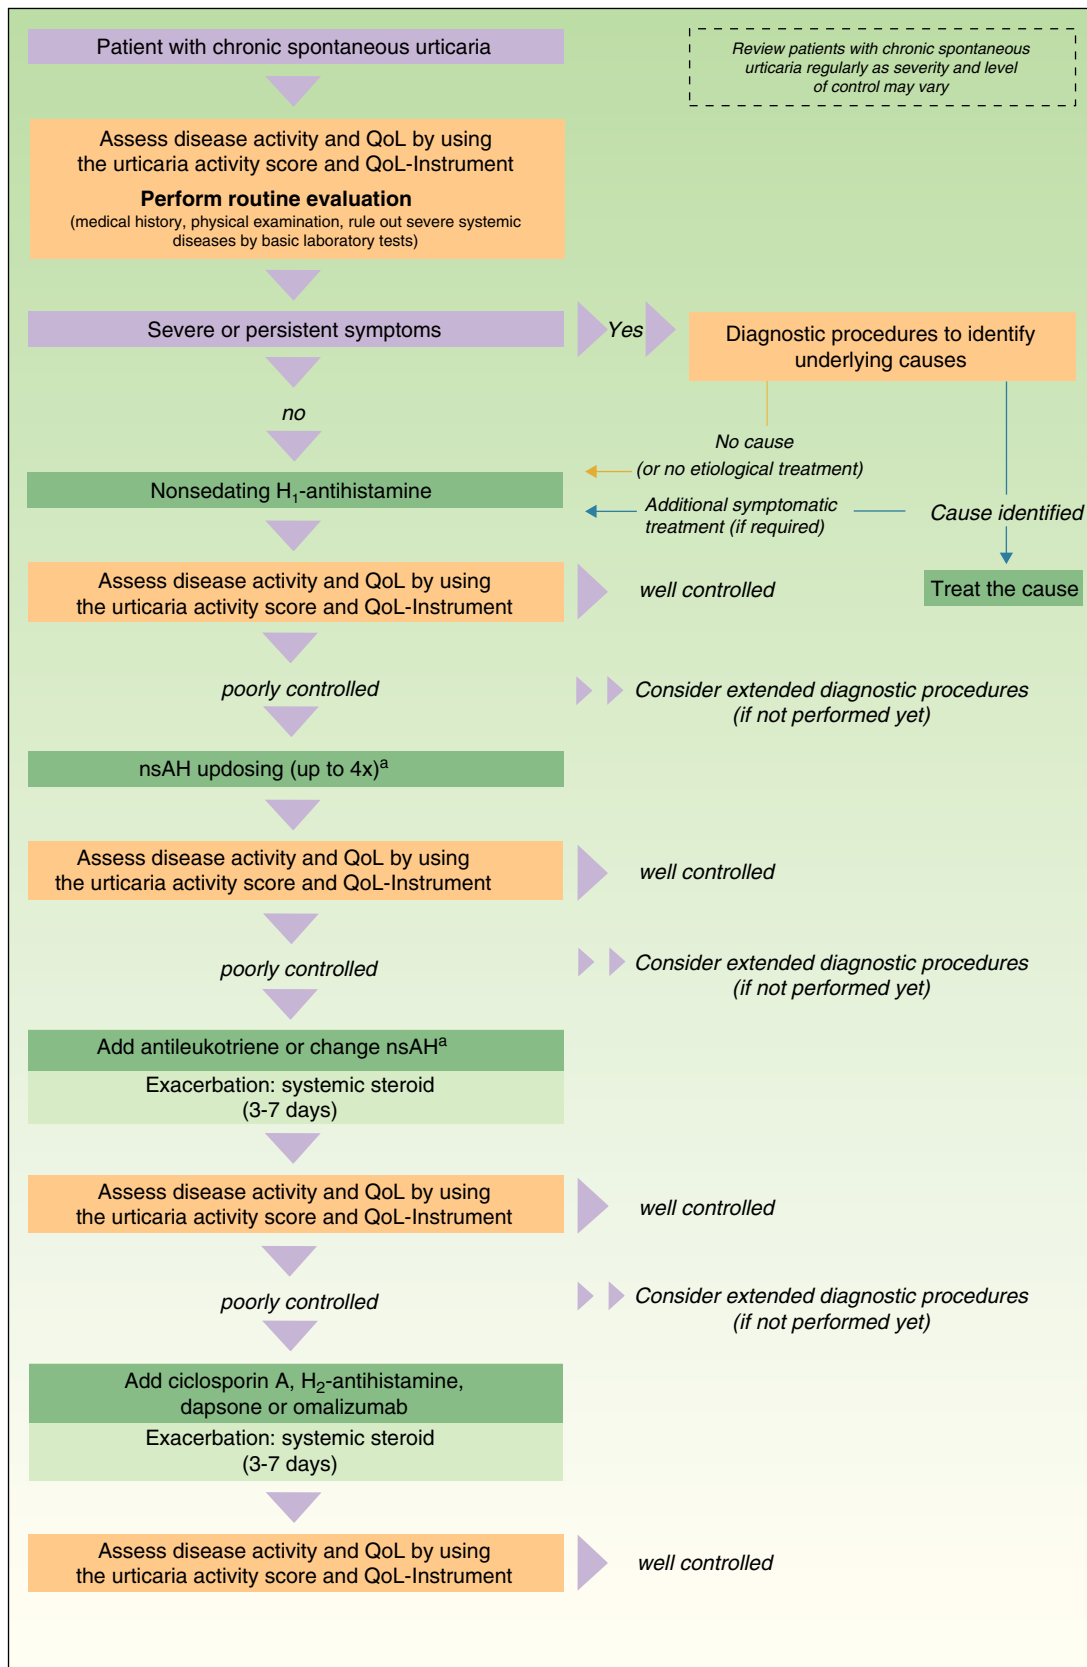 Patient with chronic spontaneous urticaria
Review patients with chronic spontaneous
urticaria regularly as severity and level
of control may vary
Assess disease activity and QoL by using
the urticaria activity score and QoL-Instrument
Perform routine evaluation
(medical history, physical examination, rule out severe systemic
diseases by basic laboratory tests)
Severe or persistent symptoms
Yes
Diagnostic procedures to identify
underlying causes
no
No cause
(or no etiological treatment)
Nonsedating H₁-antihistamine
Additional symptomatic
treatment (if required)
Cause identified
Treat the cause
Assess disease activity and QoL by using
the urticaria activity score and QoL-Instrument
well controlled
poorly controlled
Consider extended diagnostic procedures
(if not performed yet)
nsAH updosing (up to 4x)ᵃ
Assess disease activity and QoL by using
the urticaria activity score and QoL-Instrument
well controlled
poorly controlled
Consider extended diagnostic procedures
(if not performed yet)
Add antileukotriene or change nsAHᵃ
Exacerbation: systemic steroid
(3-7 days)
Assess disease activity and QoL by using
the urticaria activity score and QoL-Instrument
well controlled
poorly controlled
Consider extended diagnostic procedures
(if not performed yet)
Add ciclosporin A, H₂-antihistamine,
dapsone or omalizumab
Exacerbation: systemic steroid
(3-7 days)
Assess disease activity and QoL by using
the urticaria activity score and QoL-Instrument
well controlled